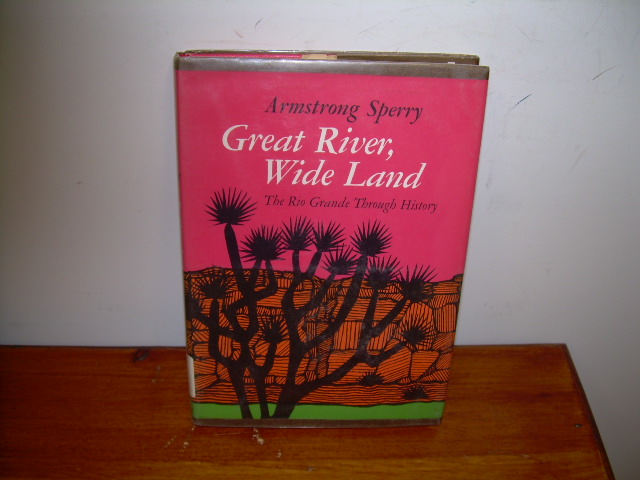 Armstrong Sperry
Great River,
Wide Land
The Rio Grande Through History